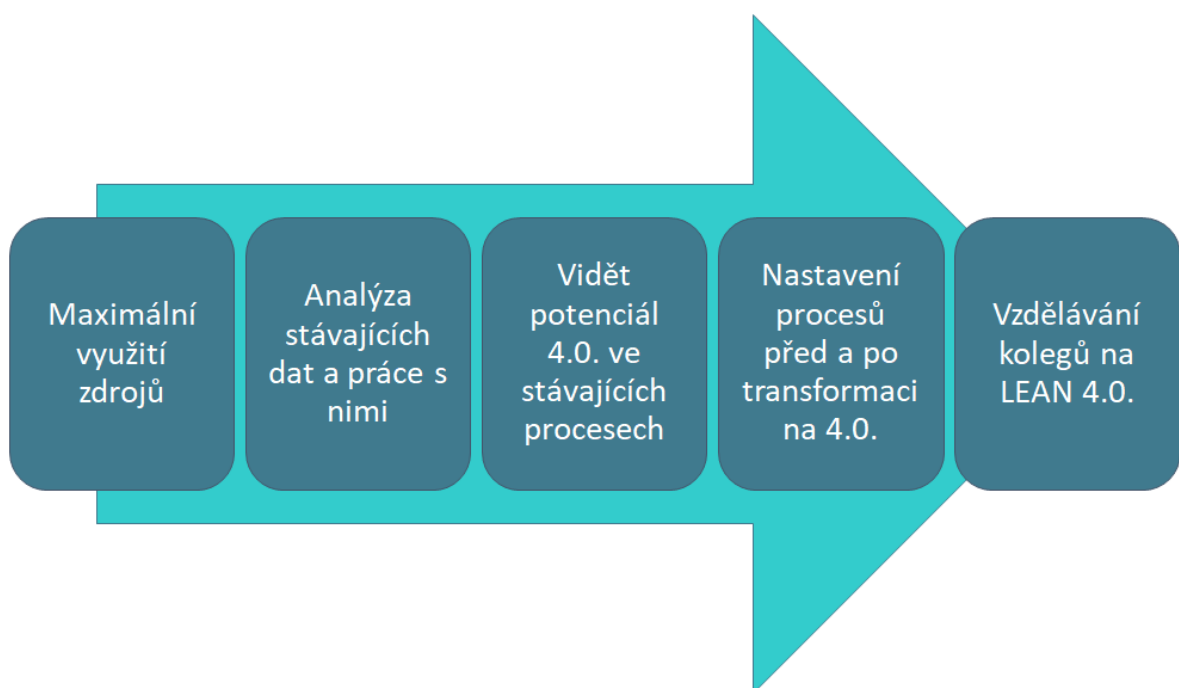 Maximální
využití
zdrojů
Analýza
stávajících
dat a práce s
nimi
Vidět
potenciál
4.0. ve
stávajících
procesech
Nastavení
procesů
před a po
transformaci
na 4.0.
Vzdělávání
kolegů na
LEAN 4.0.